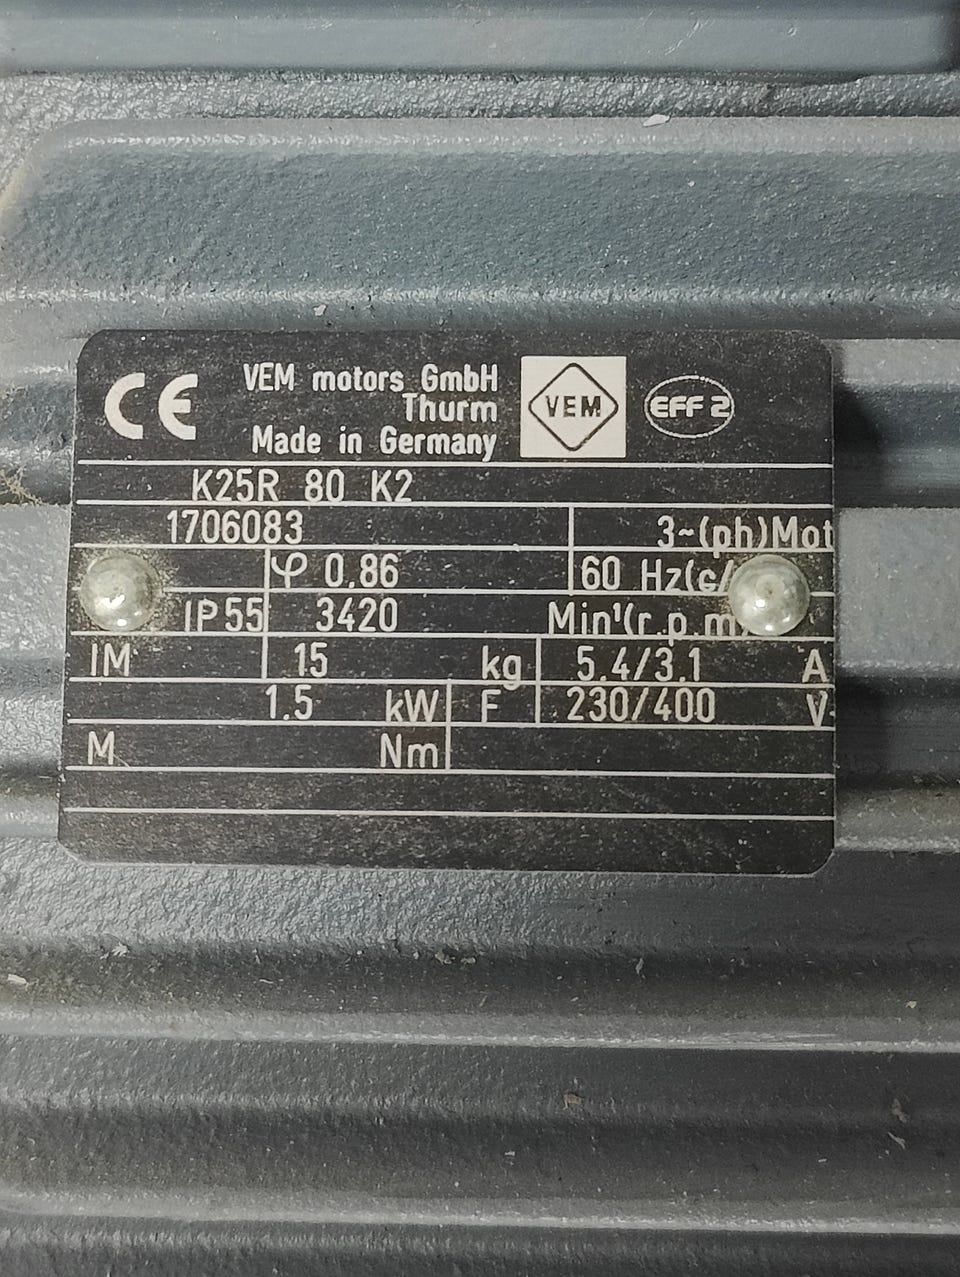 CE VEM motors GmbH
Thurm
Made in Germany
VEM
EFF 2
K25R 80 K2
1706083 3~(ph)Mot
φ 0.86 60 Hz(c/
IP55 3420 Min¹(r.p.m)
IM 15 kg 5.4/3.1 A
1.5 kW F 230/400 V
M Nm